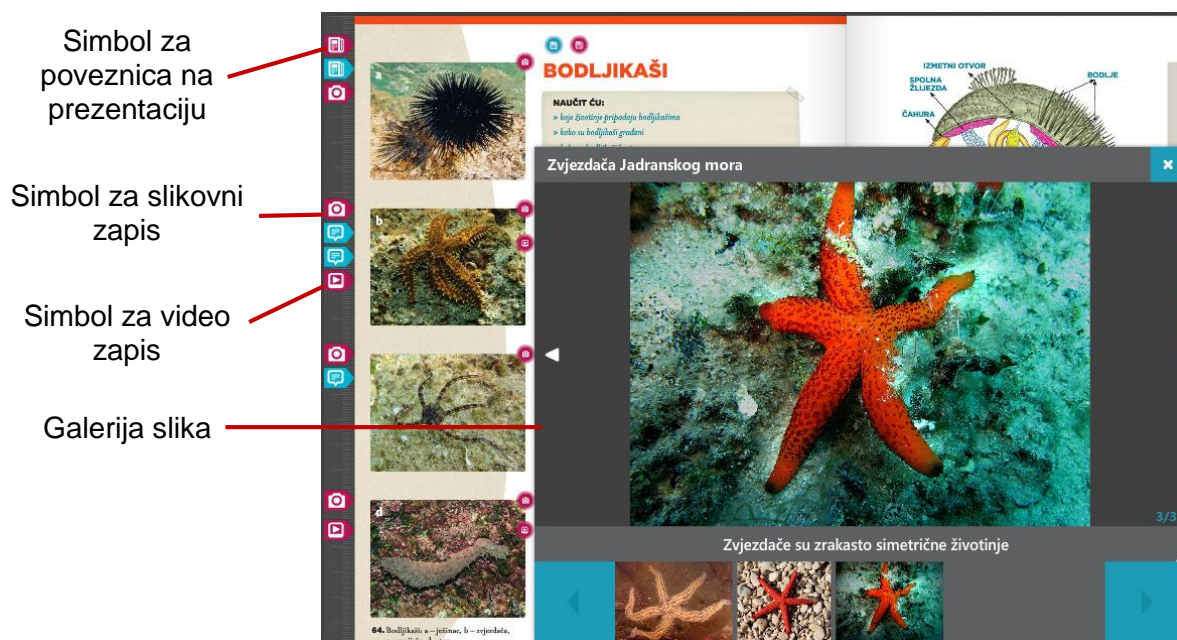 Simbol za
poveznica na
prezentaciju
Simbol za slikovni
zapis
Simbol za video
zapis
Galerija slika
a
b
c
d
64. Bodljikaši: a – ježinac, b – zvjezdača,
BODLJIKAŠI
NAUČIT ĆU:
» koje životinje pripadaju bodljikašima
» kako su bodljikaši građeni
IZMETNI OTVOR
SPOLNA
ŽLIJEZDA
BODLJE
ČAHURA
Zvjezdača Jadranskog mora
3/3
Zvjezdače su zrakasto simetrične životinje